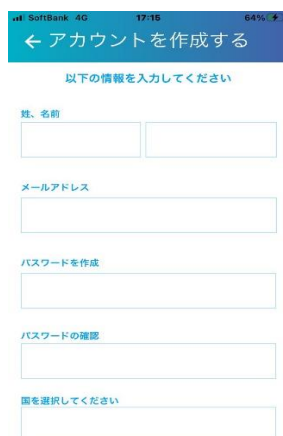 SoftBank 4G 17:15 64%
← アカウントを作成する
以下の情報を入力してください
姓、名前
メールアドレス
パスワードを作成
パスワードの確認
国を選択してください